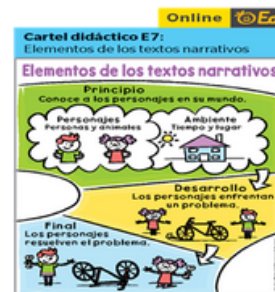 Online
Cartel didáctico E7:
Elementos de los textos narrativos
Elementos de los textos narrativos
Principio
Conoce a los personajes en su mundo.
Personajes
Personas y animales
Ambiente
Tiempo y lugar
Desarrollo
Los personajes enfrentan
un problema.
Final
Los personajes
resuelven el problema.